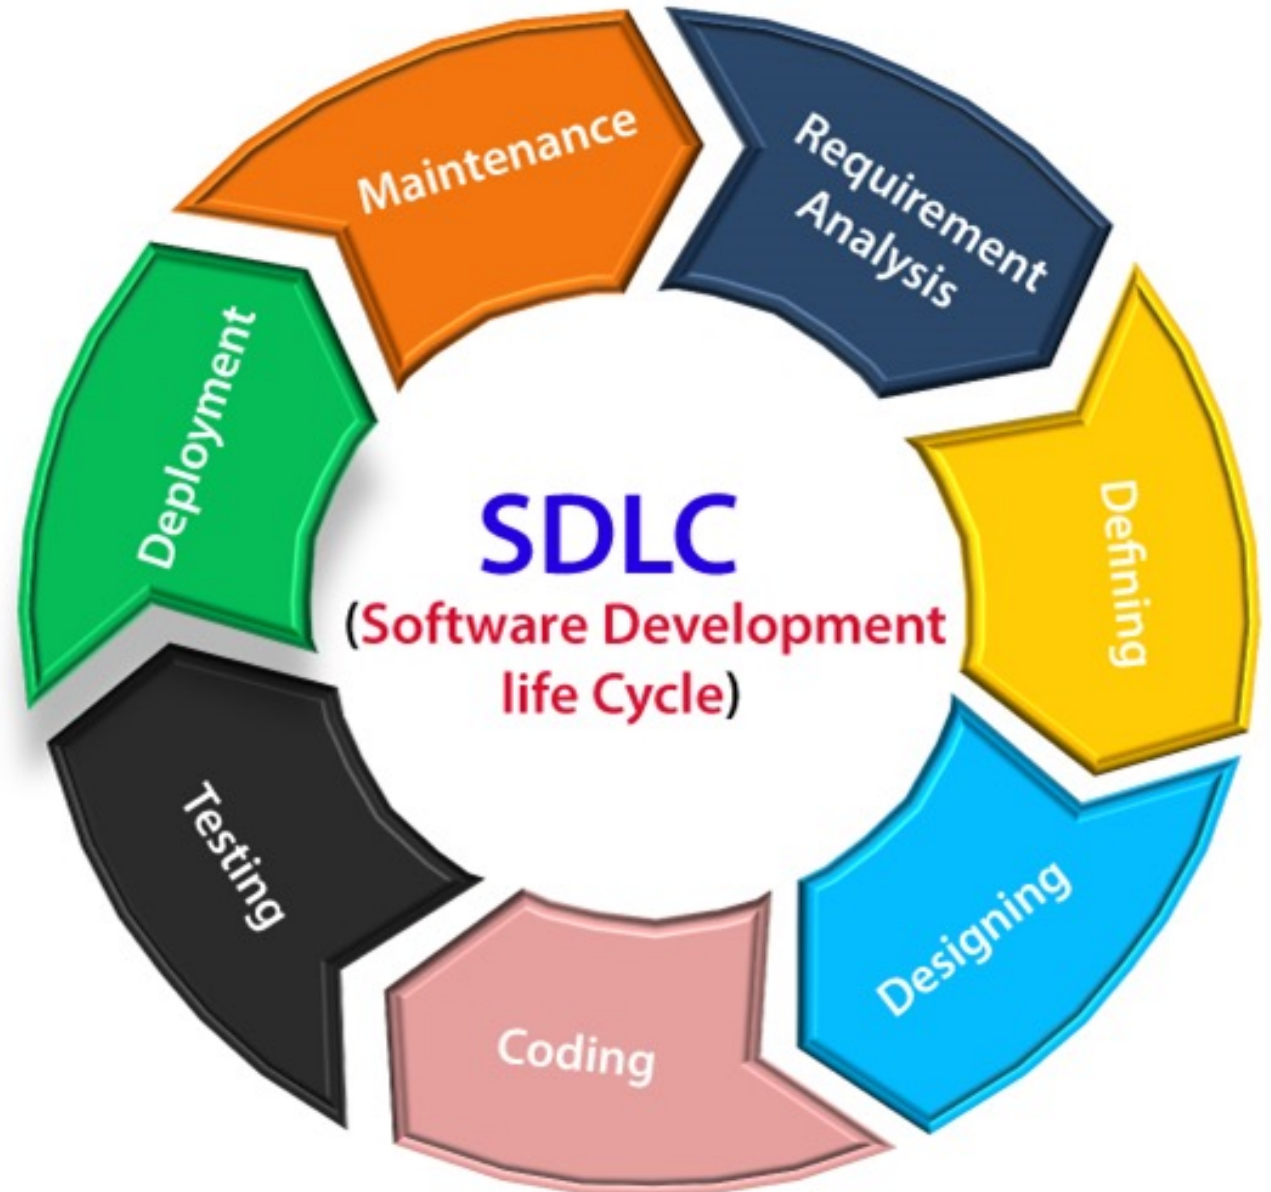 SDLC
(Software Development
life Cycle)
Requirement
Analysis
Defining
Designing
Coding
Testing
Deployment
Maintenance